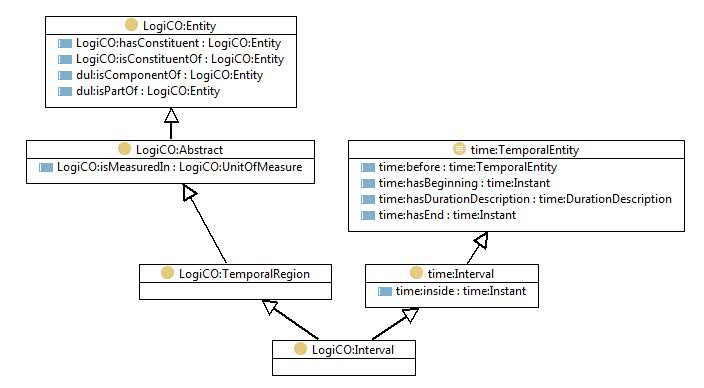 LogiCO:Entity
LogiCO:hasConstituent : LogiCO:Entity
LogiCO:isConstituentOf : LogiCO:Entity
dul:isComponentOf : LogiCO:Entity
dul:isPartOf : LogiCO:Entity
LogiCO:Abstract
LogiCO:isMeasuredIn : LogiCO:UnitOfMeasure
time:TemporalEntity
time:before : time:TemporalEntity
time:hasBeginning : time:Instant
time:hasDurationDescription : time:DurationDescription
time:hasEnd : time:Instant
LogiCO:TemporalRegion
time:Interval
time:inside : time:Instant
LogiCO:Interval